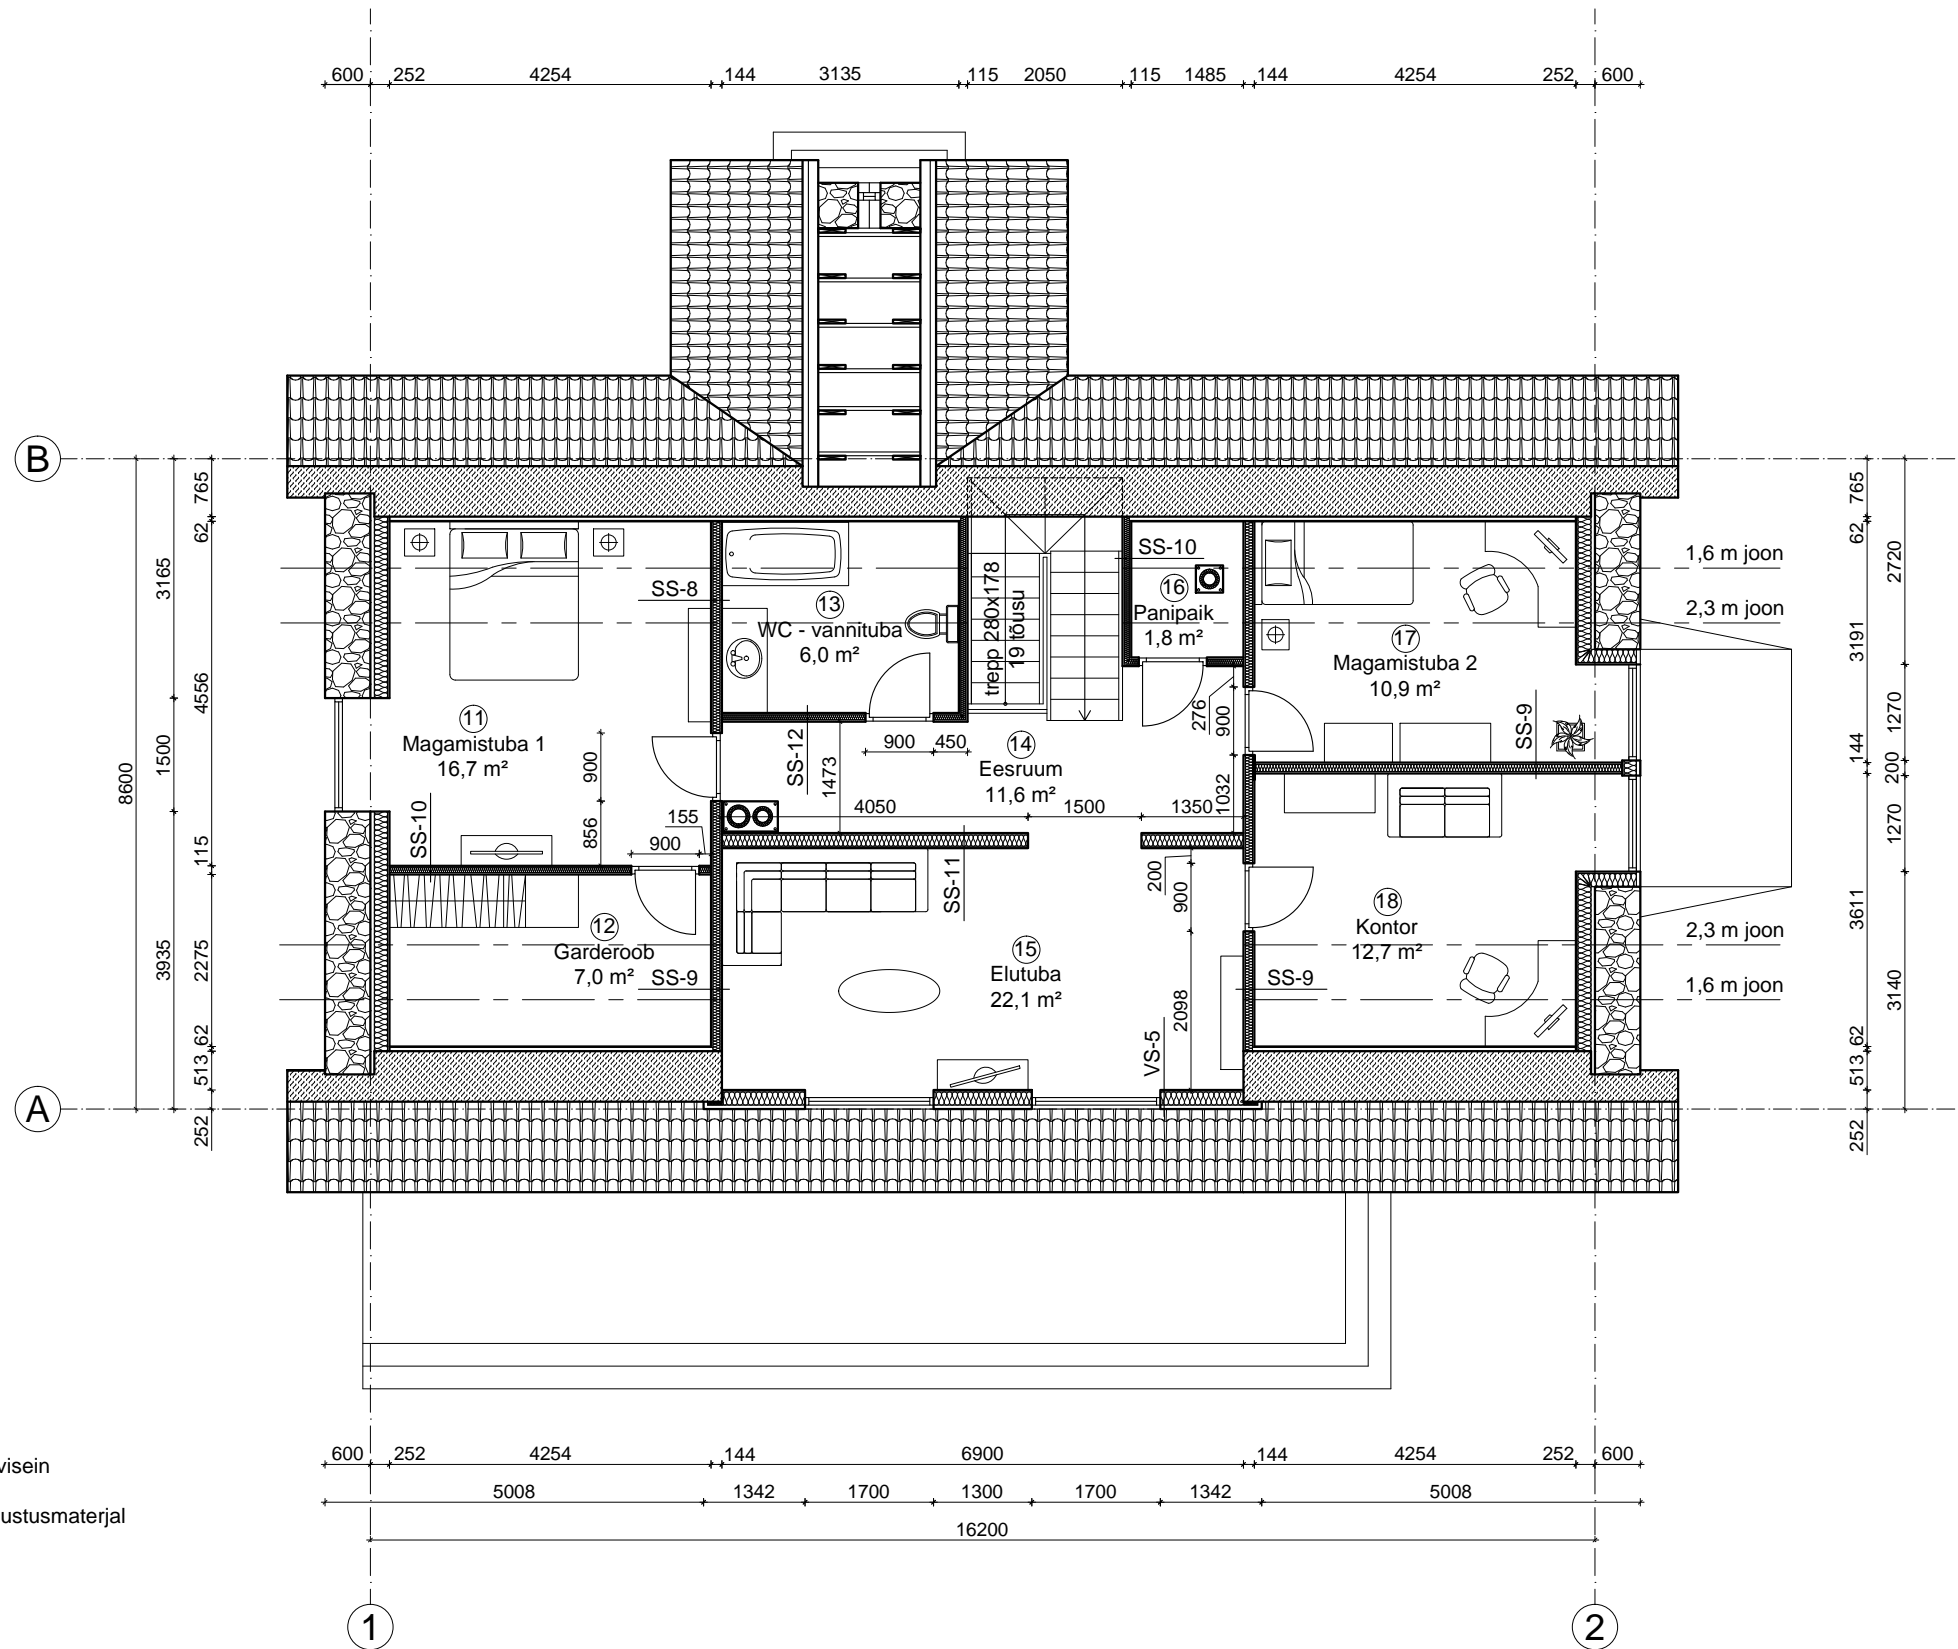 600 252 4254 144 3135 115 2050 115 1485 144 4254 252 600
B
A
8600
3165
1500
3935
765
62
4556
115
2275
62
513
252
765
62
3191
144
3611
62
513
252
2720
1270
200
1270
3140
1,6 m joon
2,3 m joon
2,3 m joon
1,6 m joon
11
Magamistuba 1
16,7 m²
SS-8
SS-10
900
856
155
900
12
Garderoob
7,0 m²
SS-9
13
WC - vannituba
6,0 m²
SS-12
900 450
1473
trepp 280x178
19 tõusu
14
Eesruum
11,6 m²
4050 1500 1350
SS-10
16
Panipaik
1,8 m²
276
900
1032
17
Magamistuba 2
10,9 m²
SS-9
SS-11
15
Elutuba
22,1 m²
200
900
2098
VS-5
18
Kontor
12,7 m²
SS-9
visein
ustusmaterjal
600 252 4254 144 6900 144 4254 252 600
5008 1342 1700 1300 1700 1342 5008
16200
1
2